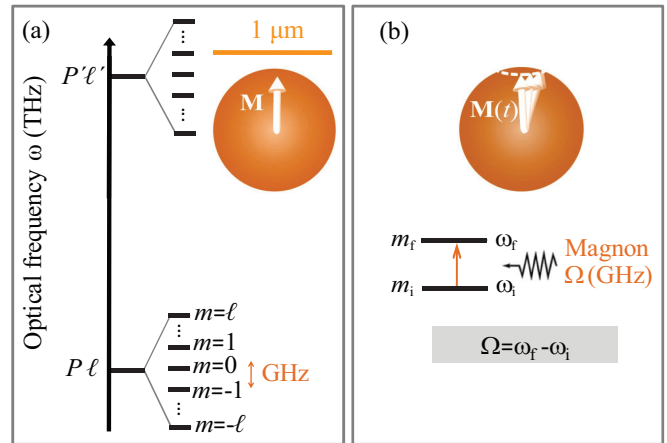 (a)
1 μm
P′ℓ′
M
Optical frequency ω (THz)
m=ℓ
⋮
m=1
m=0
GHz
m=-1
⋮
m=-ℓ
P ℓ
(b)
M(t)
m_f
ω_f
Magnon
Ω (GHz)
m_i
ω_i
Ω=ω_f -ω_i